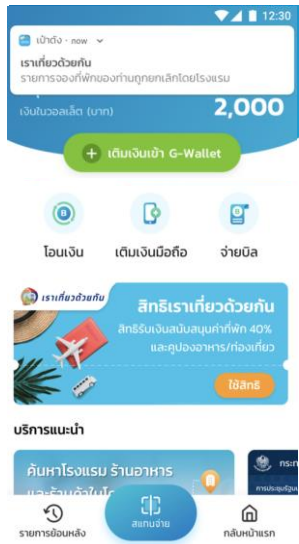 12:30
เป๋าตัง · now
เราเที่ยวด้วยกัน
รายการจองที่พักของท่านถูกยกเลิกโดยโรงแรม
เงินในวอลเล็ต (บาท)
2,000
เติมเงินเข้า G-Wallet
โอนเงิน
เติมเงินมือถือ
จ่ายบิล
เราเที่ยวด้วยกัน
สิทธิเราเที่ยวด้วยกัน
สิทธิรับเงินสนับสนุนค่าที่พัก 40%
และคูปองอาหาร/ท่องเที่ยว
ใช้สิทธิ
บริการแนะนำ
ค้นหาโรงแรม ร้านอาหาร
สแกนจ่าย
รายการย้อนหลัง
กลับหน้าแรก